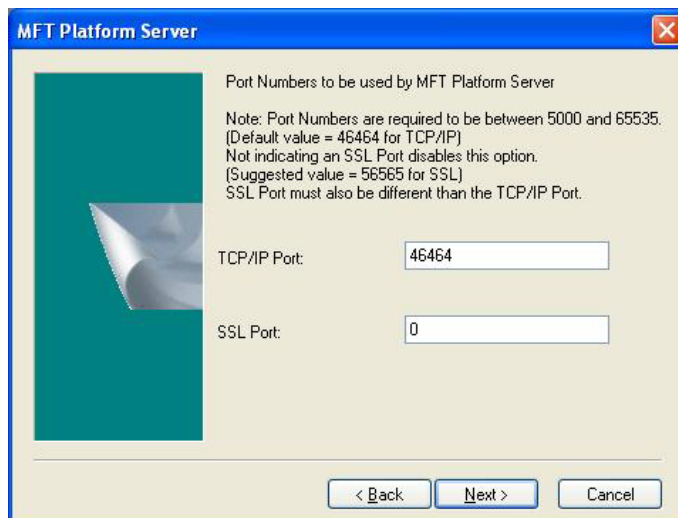 MFT Platform Server
Port Numbers to be used by MFT Platform Server
Note: Port Numbers are required to be between 5000 and 65535.
(Default value = 46464 for TCP/IP)
Not indicating an SSL Port disables this option.
(Suggested value = 56565 for SSL)
SSL Port must also be different than the TCP/IP Port.
TCP/IP Port: 46464
SSL Port: 0
< Back Next > Cancel